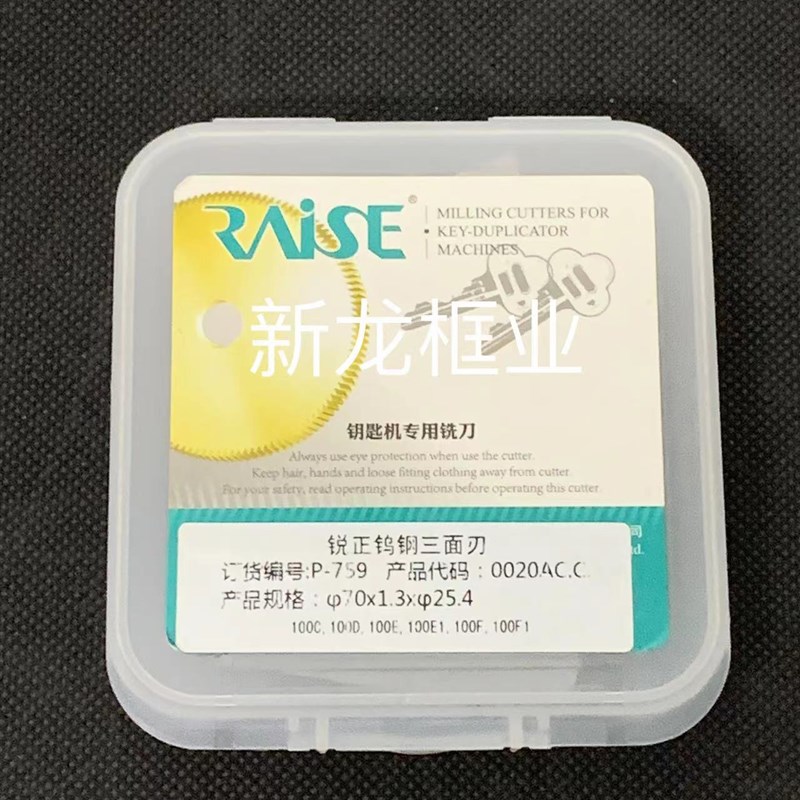 RAiSE®
MILLING CUTTERS FOR
KEY-DUPLICATOR
MACHINES
新龙框业
钥匙机专用铣刀
Always use eye protection when use the cutter.
Keep hair, hands and loose fitting clothing away from cutter.
For your safety, read operating instructions before operating this cutter.
司
td.
锐正钨钢三面刃
订货编号:P-759 产品代码：0020AC.C.
产品规格：φ70x1.3xφ25.4
100C, 100D, 100E, 100E1, 100F, 100F1